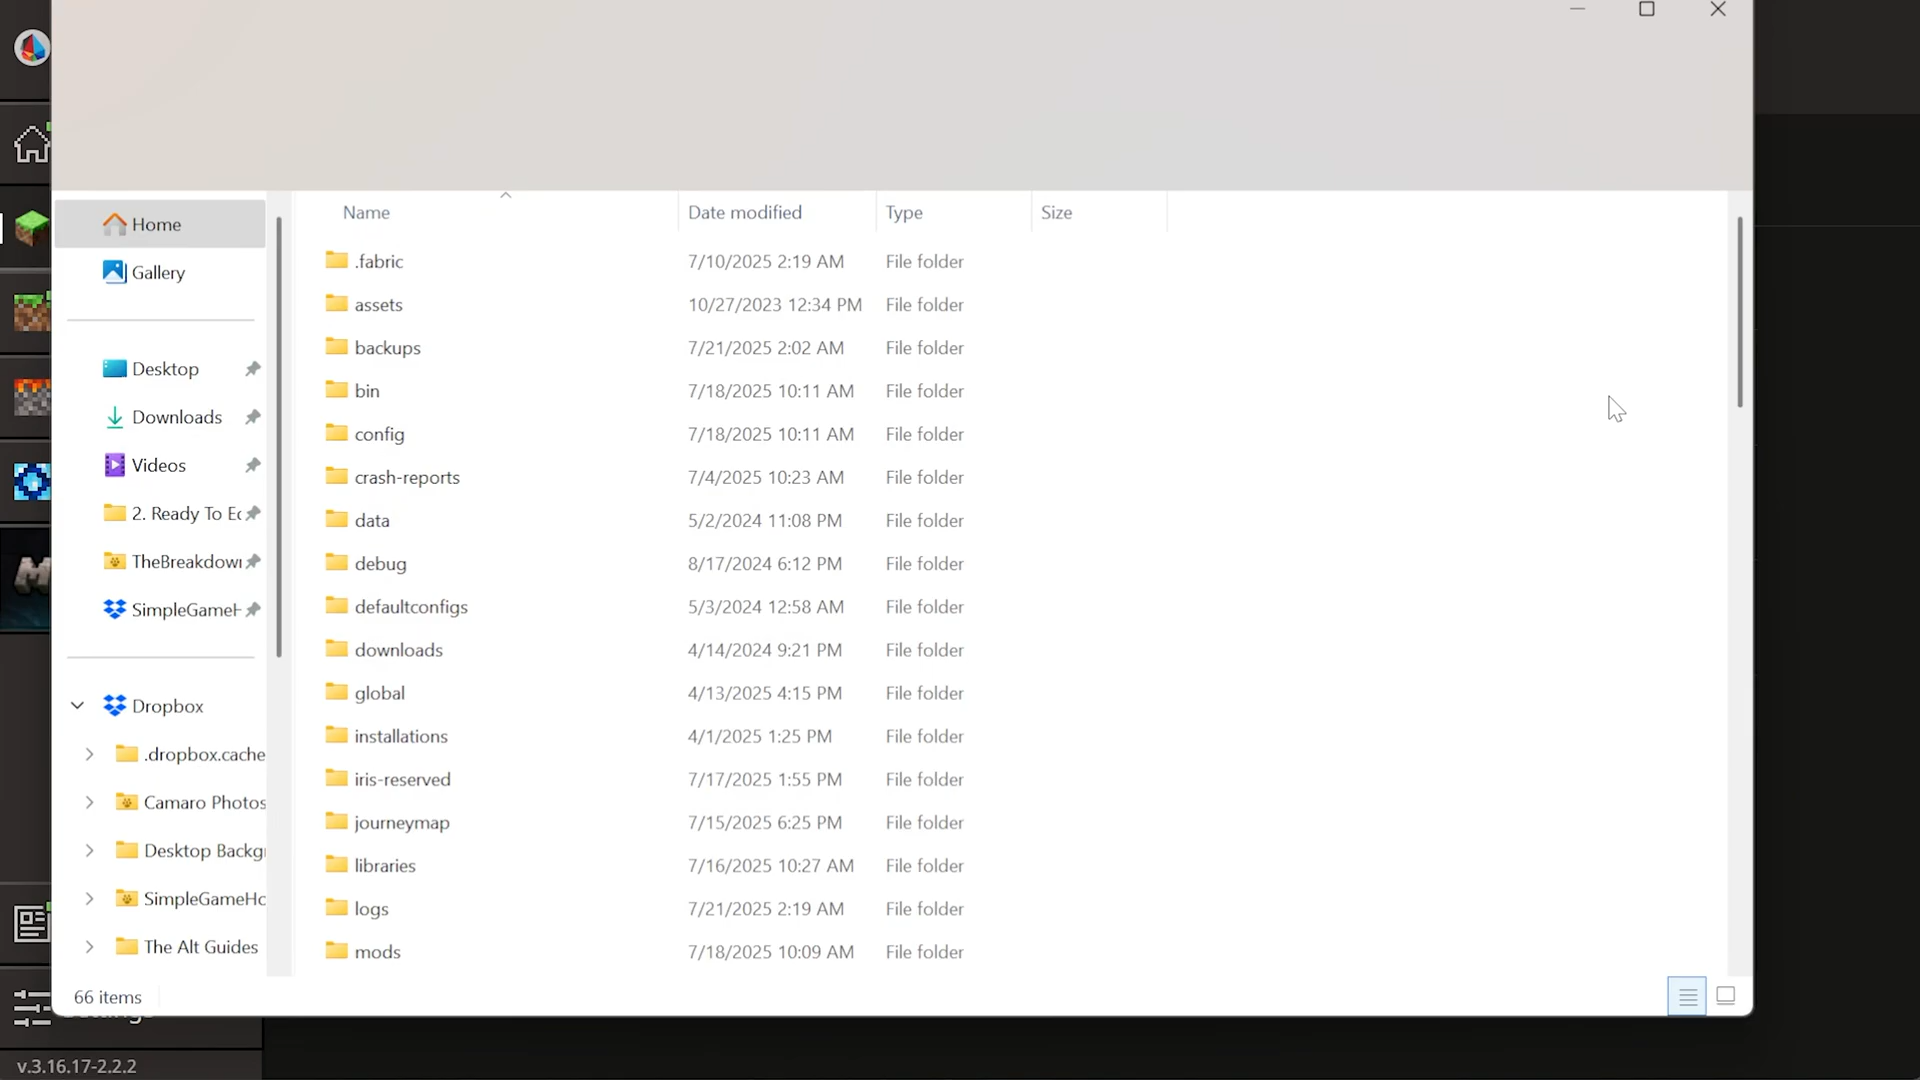 Name Date modified Type Size
Home
Gallery
Desktop
Downloads
Videos
2. Ready To Ec
TheBreakdow
SimpleGameH
Dropbox
.dropbox.cache
Camaro Photos
Desktop Backg
SimpleGameHo
The Alt Guides
.fabric 7/10/2025 2:19 AM File folder
assets 10/27/2023 12:34 PM File folder
backups 7/21/2025 2:02 AM File folder
bin 7/18/2025 10:11 AM File folder
config 7/18/2025 10:11 AM File folder
crash-reports 7/4/2025 10:23 AM File folder
data 5/2/2024 11:08 PM File folder
debug 8/17/2024 6:12 PM File folder
defaultconfigs 5/3/2024 12:58 AM File folder
downloads 4/14/2024 9:21 PM File folder
global 4/13/2025 4:15 PM File folder
installations 4/1/2025 1:25 PM File folder
iris-reserved 7/17/2025 1:55 PM File folder
journeymap 7/15/2025 6:25 PM File folder
libraries 7/16/2025 10:27 AM File folder
logs 7/21/2025 2:19 AM File folder
mods 7/18/2025 10:09 AM File folder
66 items
v.3.16.17-2.2.2